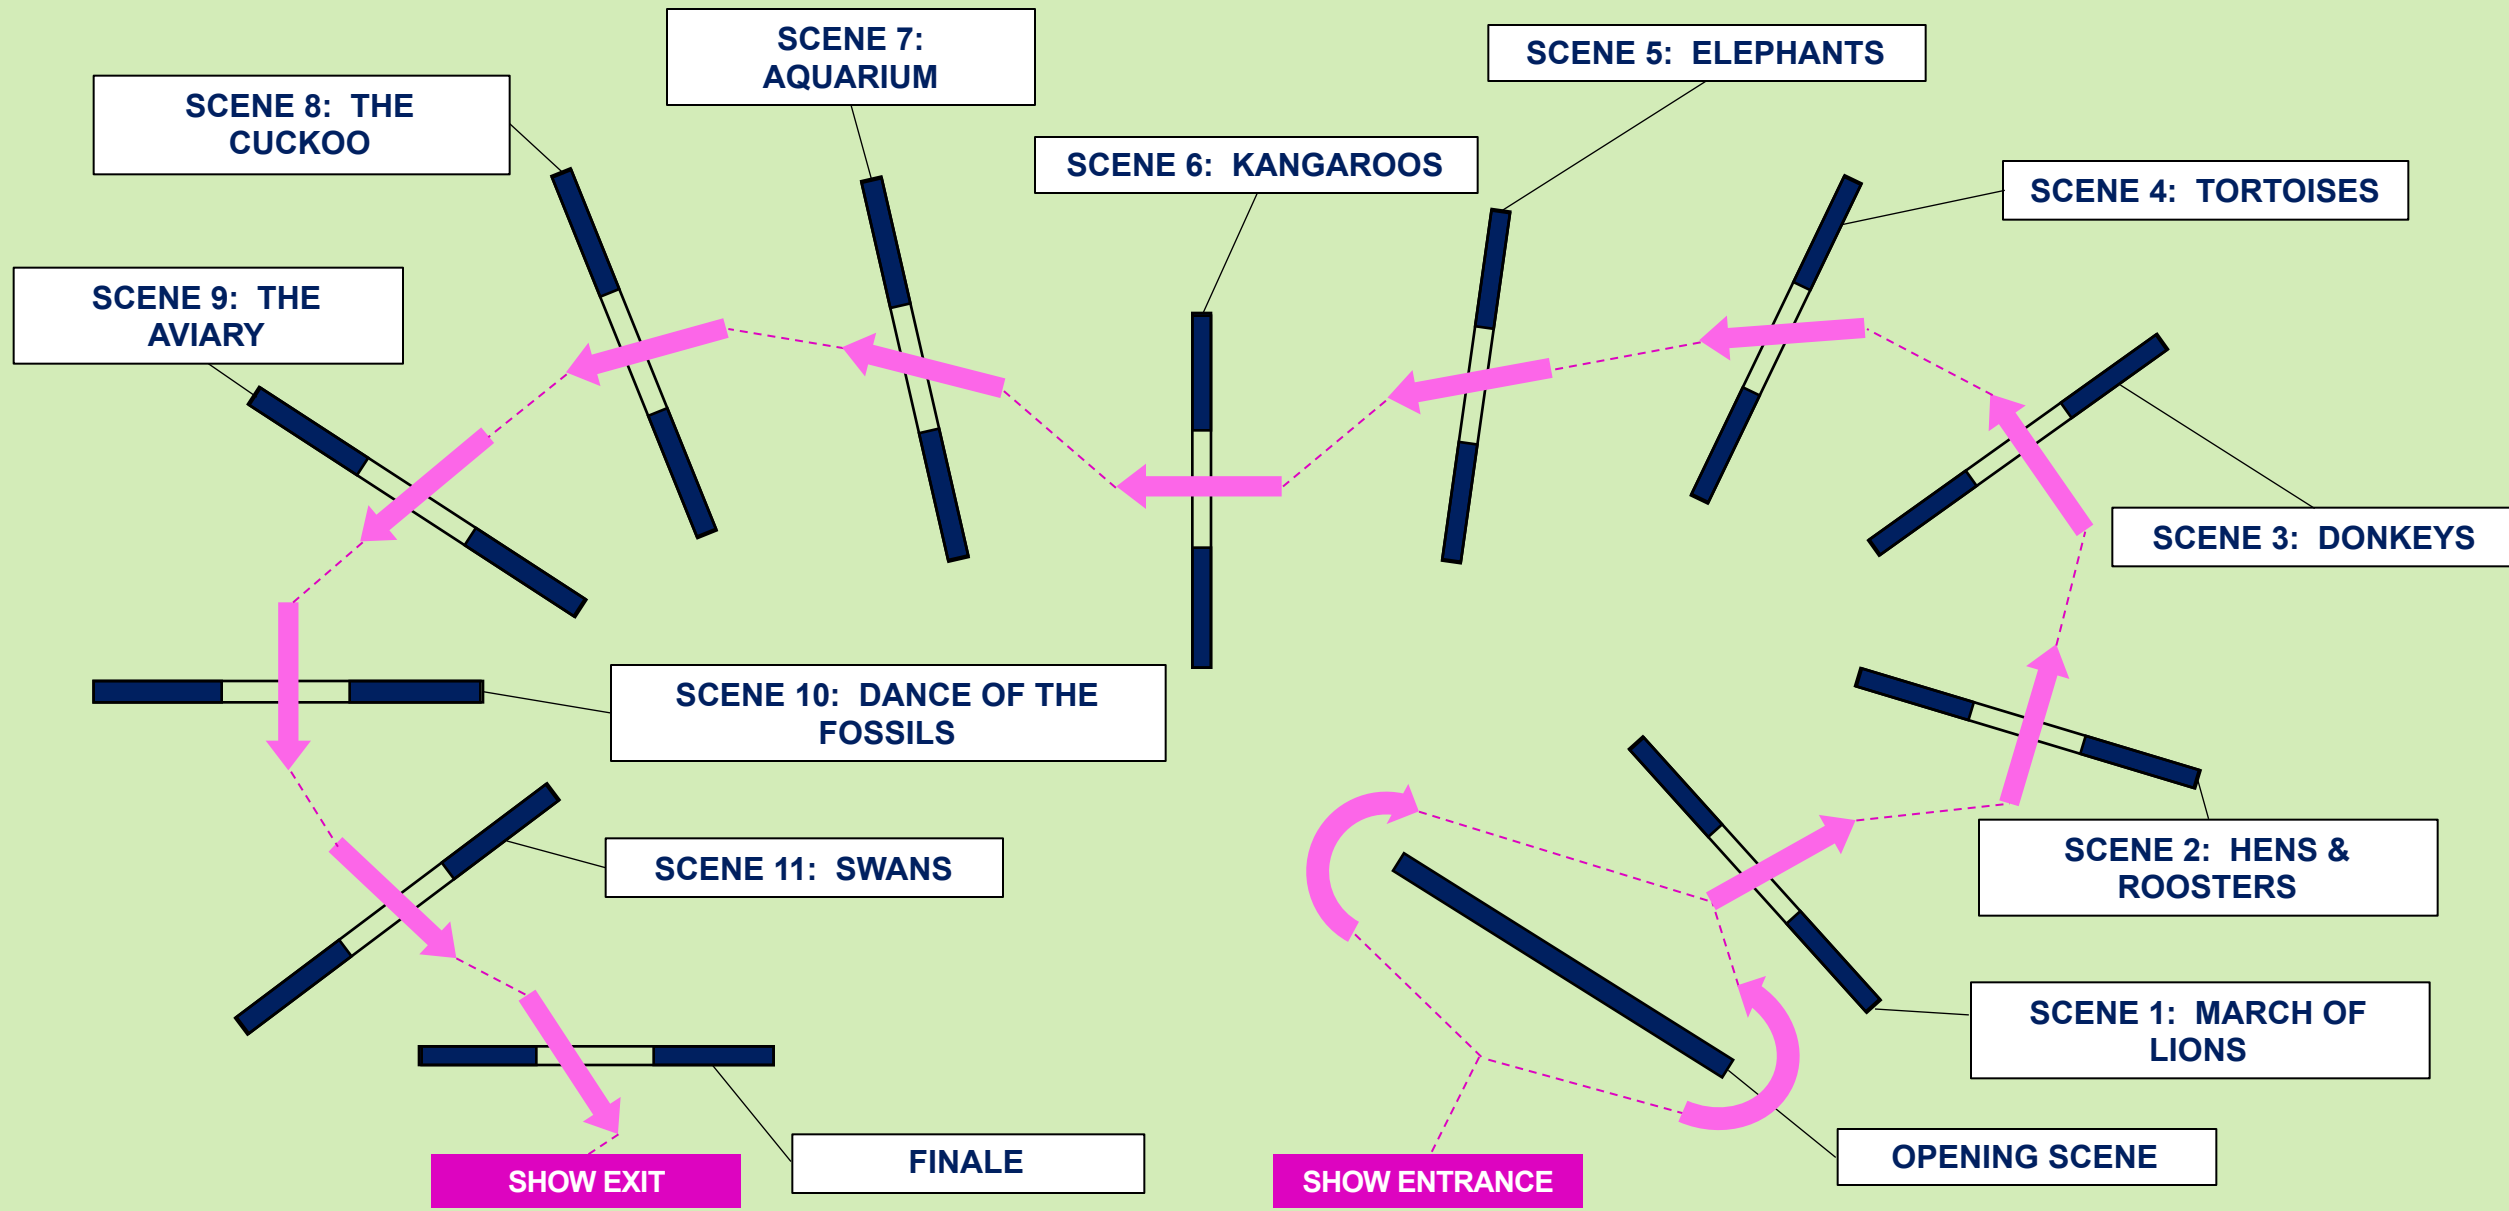 SCENE 7:
AQUARIUM
SCENE 5:  ELEPHANTS
SCENE 8:  THE
CUCKOO
SCENE 6:  KANGAROOS
SCENE 4:  TORTOISES
SCENE 9:  THE
AVIARY
SCENE 3:  DONKEYS
SCENE 10:  DANCE OF THE
FOSSILS
SCENE 11:  SWANS
SCENE 2:  HENS &
ROOSTERS
SCENE 1:  MARCH OF
LIONS
FINALE
OPENING SCENE
SHOW EXIT
SHOW ENTRANCE